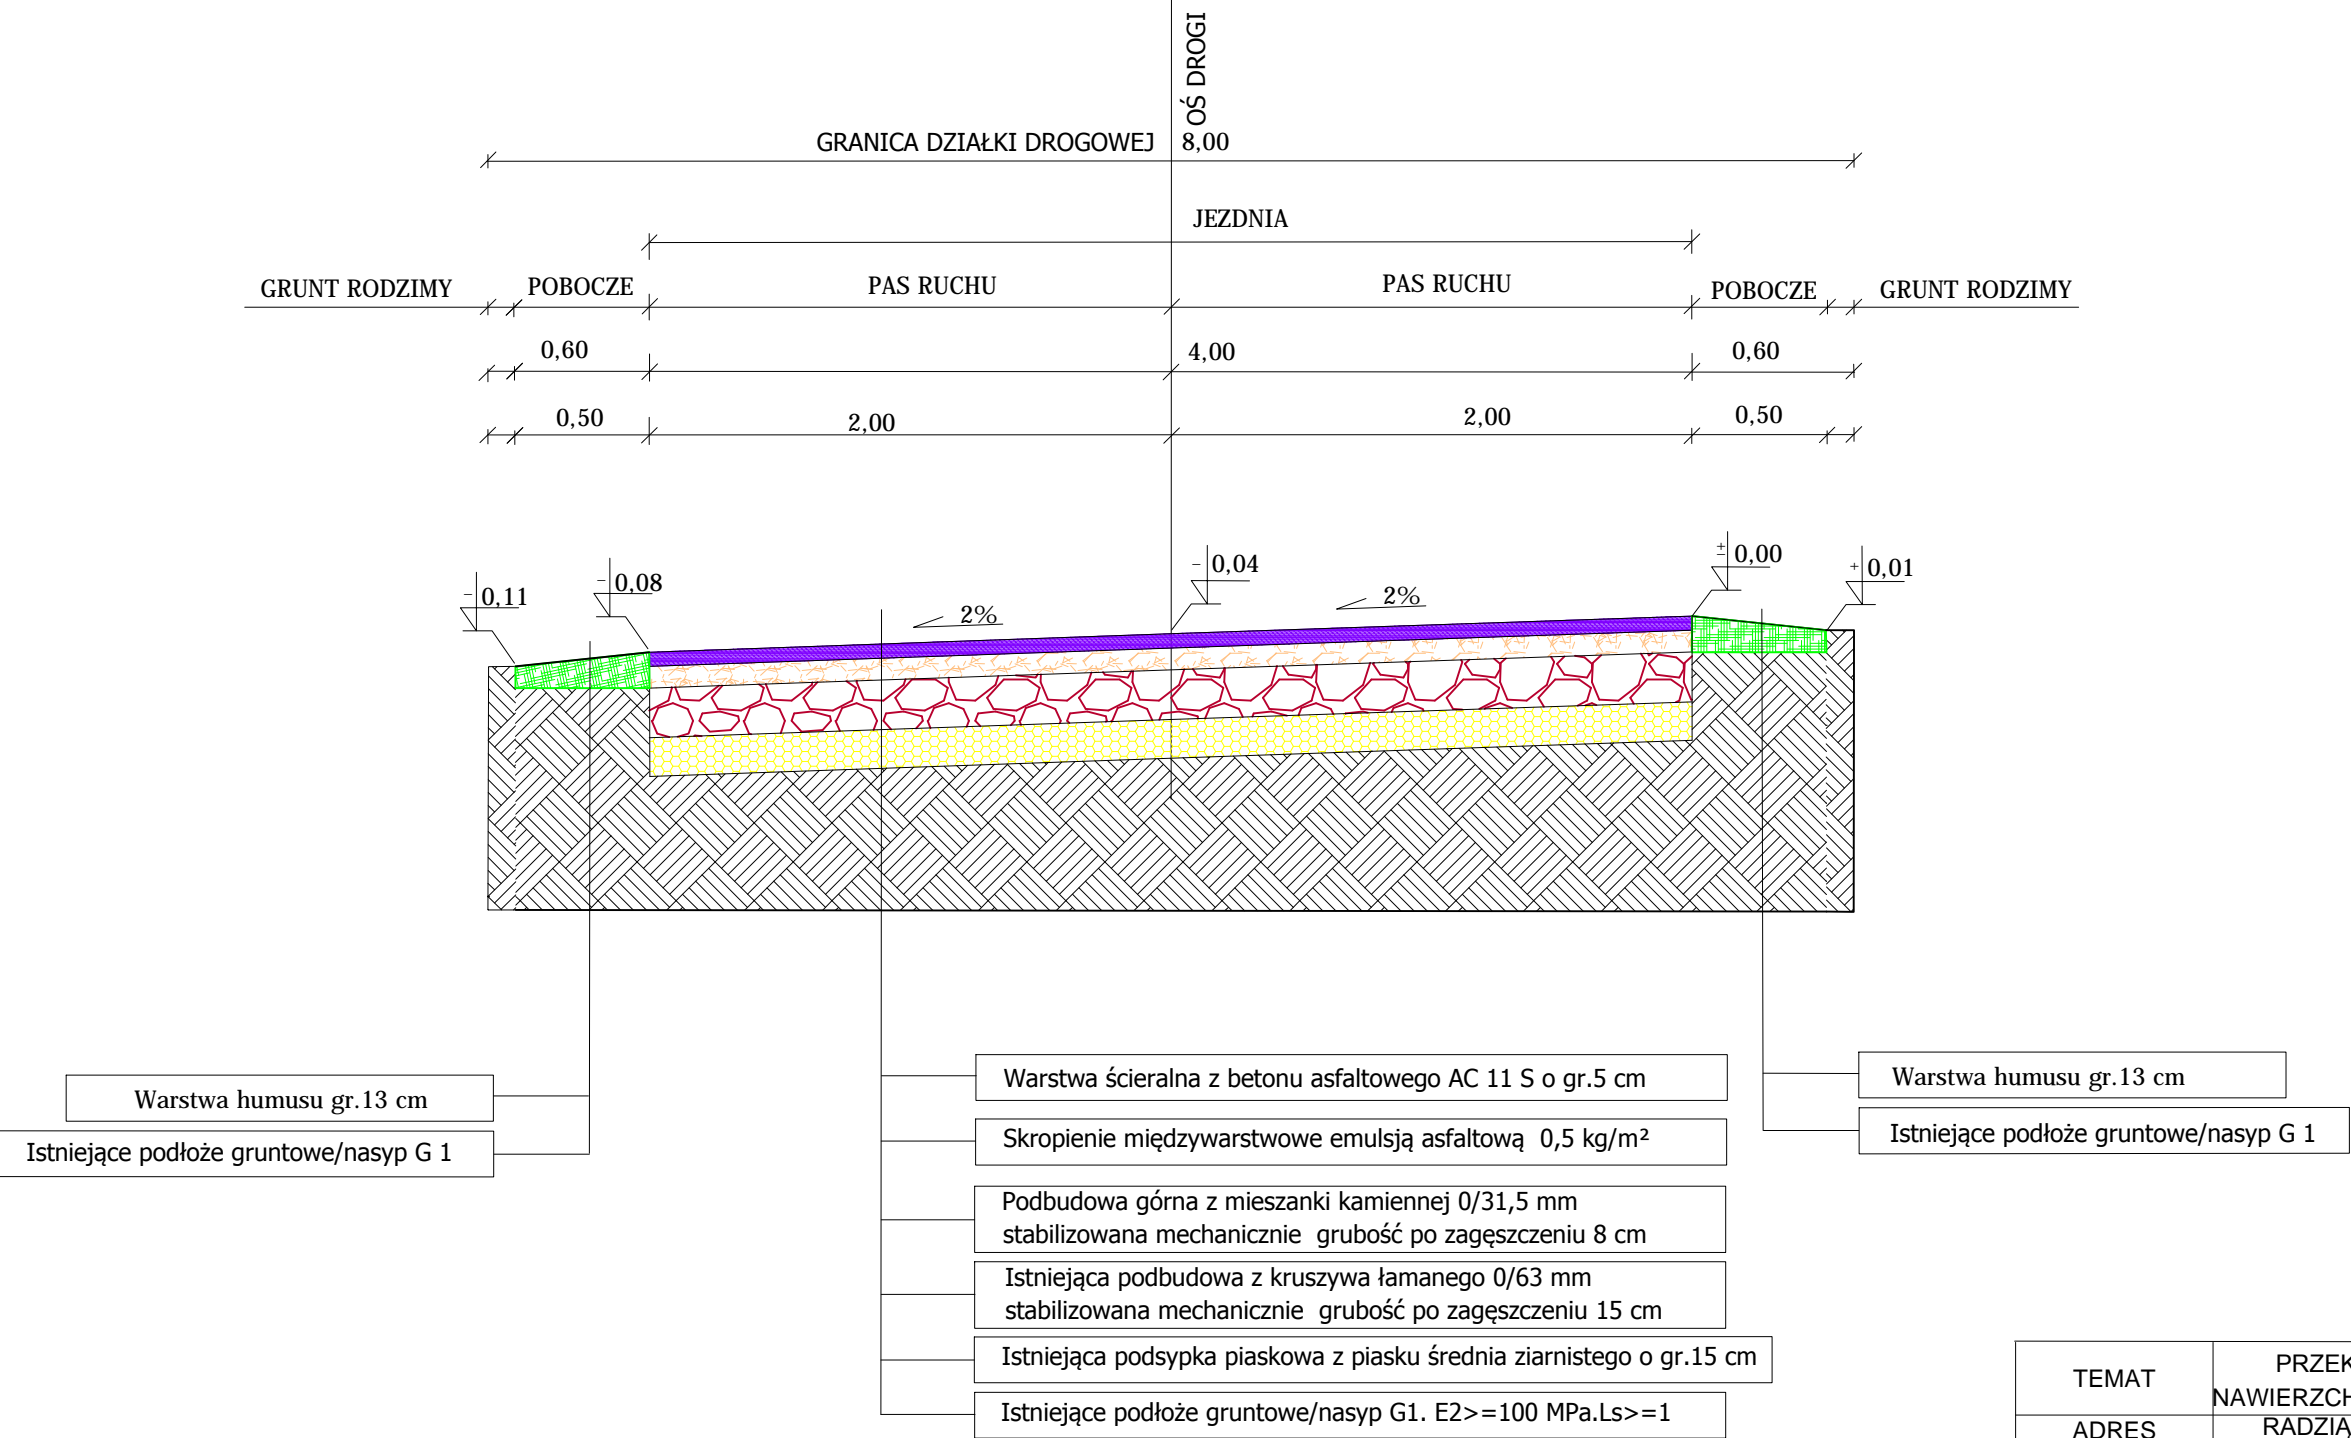 OŚ DROGI
GRANICA DZIAŁKI DROGOWEJ 8,00
JEZDNIA
GRUNT RODZIMY POBOCZE PAS RUCHU PAS RUCHU POBOCZE GRUNT RODZIMY
0,60 4,00 0,60
0,50 2,00 2,00 0,50
- 0,11 - 0,08 2% - 0,04 2% ± 0,00 + 0,01
Warstwa humusu gr.13 cm
Istniejące podłoże gruntowe/nasyp G 1
Warstwa ścieralna z betonu asfaltowego AC 11 S o gr.5 cm
Skropienie międzywarstwowe emulsją asfaltową 0,5 kg/m²
Podbudowa górna z mieszanki kamiennej 0/31,5 mm
stabilizowana mechanicznie grubość po zagęszczeniu 8 cm
Istniejąca podbudowa z kruszywa łamanego 0/63 mm
stabilizowana mechanicznie grubość po zagęszczeniu 15 cm
Istniejąca podsypka piaskowa z piasku średnia ziarnistego o gr.15 cm
Istniejące podłoże gruntowe/nasyp G1. E2>=100 MPa.Ls>=1
Warstwa humusu gr.13 cm
Istniejące podłoże gruntowe/nasyp G 1
TEMAT
ADRES